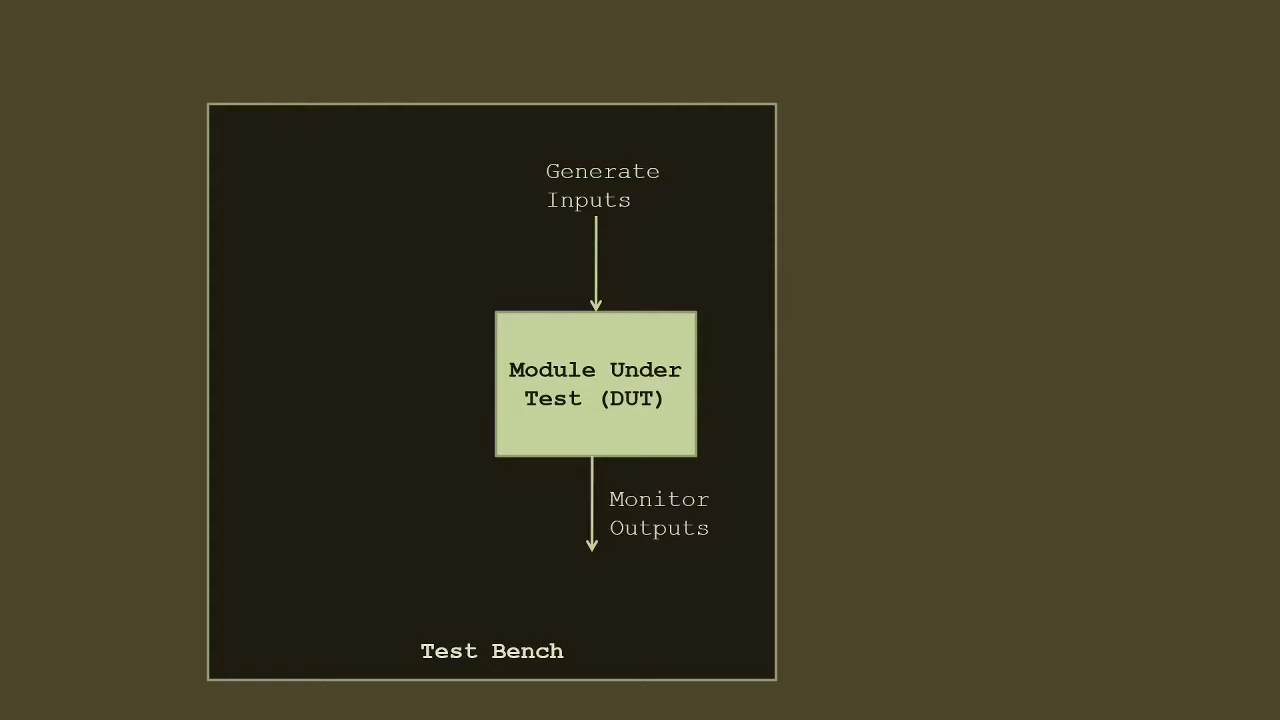 Generate
Inputs
Module Under
Test (DUT)
Monitor
Outputs
Test Bench